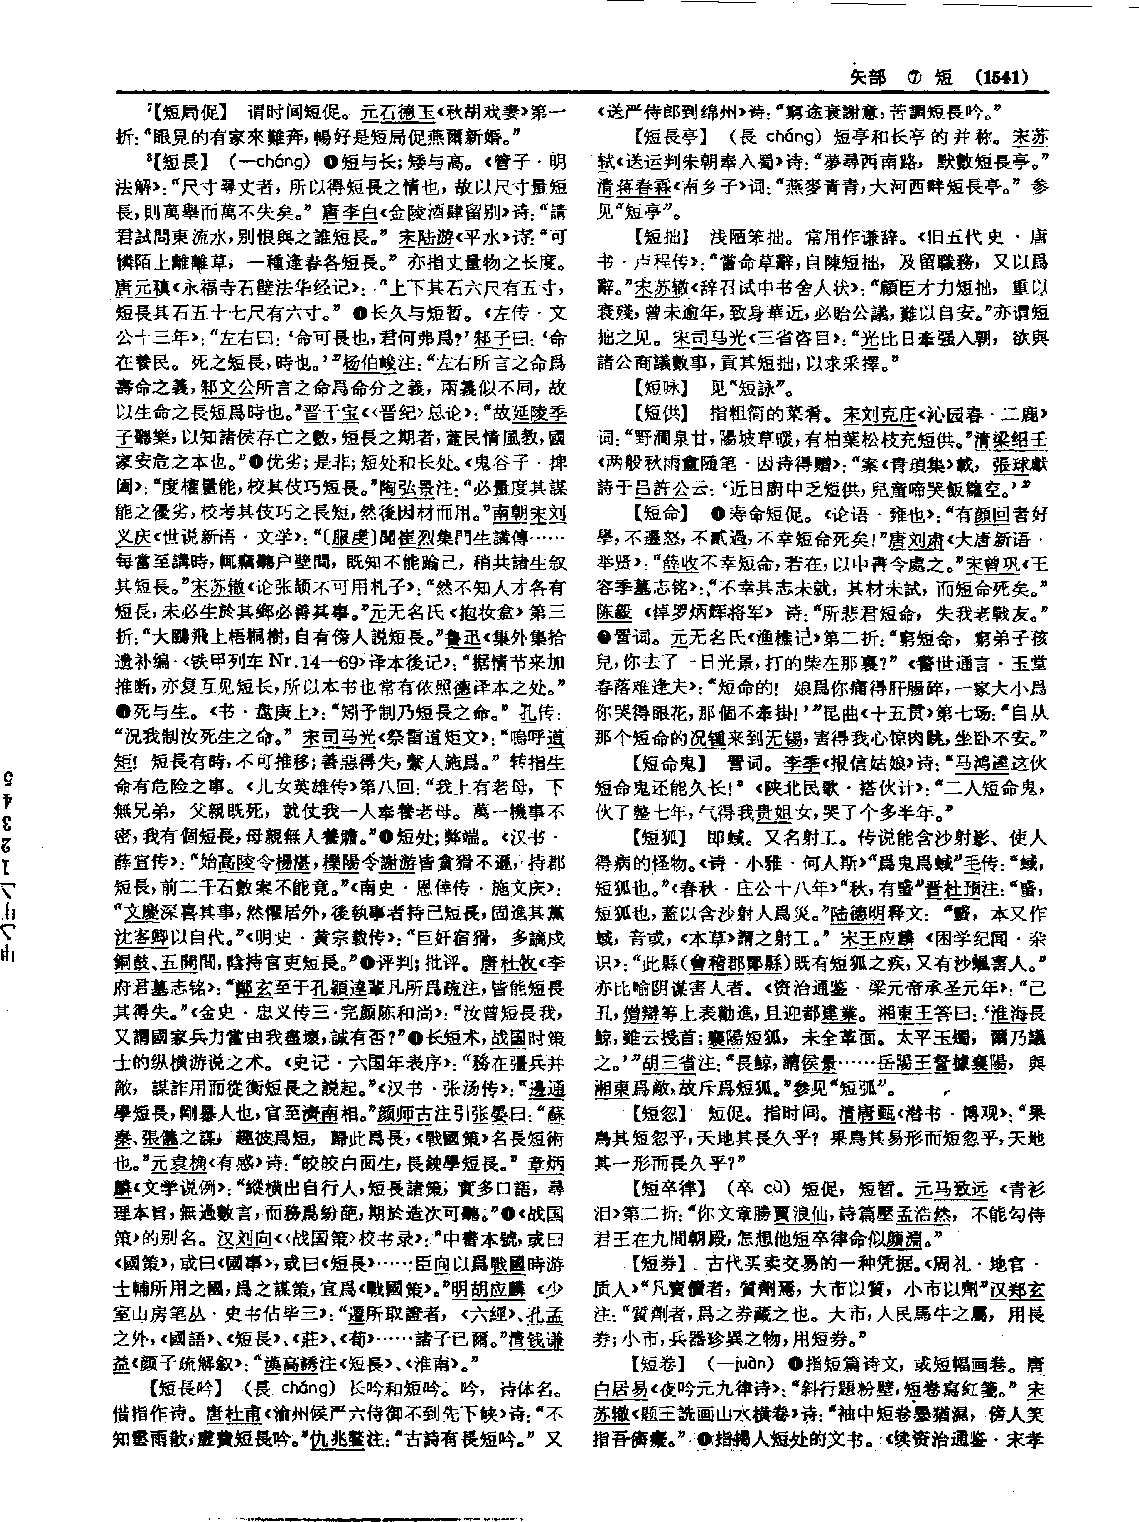 矢部 ⑦ 短 (1541)
⁷【短局促】 谓时间短促。元石德玉《秋胡戏妻》第一
折:“眼見的有家來難奔,暢好是短局促燕爾新婚。”
⁸【短長】 (—cháng) ❶短与长;矮与高。《管子·明
法解》:“尺寸尋丈者,所以得短長之情也,故以尺寸量短
長,則萬舉而萬不失矣。”唐李白《金陵酒肆留别》诗:“請
君試問東流水,别恨與之誰短長。”宋陆游《平水》诗:“可
憐陌上離離草,一種逢春各短長。”亦指丈量物之长度。
唐元稹《永福寺石壁法华经记》:“上下其石六尺有五寸,
短長其石五十七尺有六寸。”❷长久与短暂。《左传·文
公十三年》:“左右曰:‘命可長也,君何弗爲?’邾子曰:‘命
在養民。死之短長,時也。’”杨伯峻注:“左右所言之命爲
壽命之義,邾文公所言之命爲命分之義,兩義似不同,故
以生命之長短爲時也。”晋干宝《〈晋纪〉总论》:“故延陵季
子聽樂,以知諸侯存亡之數,短長之期者,蓋民情風教,國
家安危之本也。”❸优劣;是非;短处和长处。《鬼谷子·捭
阖》:“度權量能,校其伎巧短長。”陶弘景注:“必量度其謀
能之優劣,校考其伎巧之長短,然後因材而用。”南朝宋刘
义庆《世说新语·文学》:“〔服虔〕聞崔烈集門生講傳……
每當至講時,輒竊聽户壁間,既知不能踰己,稍共諸生叙
其短長。”宋苏辙《论张颉不可用札子》:“然不知人才各有
短長,未必生於其鄉必善其事。”元无名氏《抱妆盒》第三
折:“大鵬飛上梧桐樹,自有傍人説短長。”鲁迅《集外集拾
遗补编·〈铁甲列车Nr.14—69〉译本後记》:“据情节来加
推断,亦复互见短长,所以本书也常有依照德译本之处。”
❹死与生。《书·盘庚上》:“矧予制乃短長之命。”孔传:
“況我制汝死生之命。”宋司马光《祭雷道矩文》:“嗚呼道
矩!短長有時,不可推移;善惡得失,繫人施爲。”转指生
命有危险之事。《儿女英雄传》第八回:“我上有老母,下
無兄弟,父親既死,就仗我一人奉養老母。萬一機事不
密,我有個短長,母親無人養贍。”❺短处;弊端。《汉书·
薛宣传》:“始高陵令楊湛,櫟陽令謝游皆貪猾不遜,持郡
短長,前二千石數案不能竟。”《南史·恩倖传·施文庆》:
“文慶深喜其事,然懼居外,後執事者持己短長,因進其黨
沈客卿以自代。”《明史·黄宗载传》:“巨奸宿猾,多謫戍
銅鼓、五開間,陰持官吏短長。”❻评判;批评。唐杜牧《李
府君墓志铭》:“鄭玄至于孔穎達輩凡所爲疏注,皆能短長
其得失。”《金史·忠义传三·完颜陈和尚》:“汝曾短長我,
又謂國家兵力當由我盡壞,誠有否?”❼长短术,战国时策
士的纵横游说之术。《史记·六国年表序》:“務在彊兵并
敵,謀詐用而從衡短長之説起。”《汉书·张汤传》:“邊通
學短長,剛暴人也,官至濟南相。”颜师古注引张晏曰:“蘇
秦、張儀之謀,趣彼爲短,歸此爲長,《戰國策》名長短術
也。”元袁桷《有感》诗:“皎皎白面生,長鋏學短長。”章炳
麟《文学说例》:“縱横出自行人,短長諸策,實多口語,尋
理本旨,無過數言,而務爲紛葩,期於造次可聽。”❽《战国
策》的别名。汉刘向《〈战国策〉校书录》:“中書本號,或曰
《國策》,或曰《國事》,或曰《短長》……臣向以爲戰國時游
士輔所用之國,爲之謀策,宜爲《戰國策》。”明胡应麟《少
室山房笔丛·史书佔毕三》:“遷所取證者,《六經》、孔孟
之外,《國語》、《短長》、《莊》、《荀》……諸子已爾。”清钱谦
益《颜子疏解叙》:“漢高誘注《短長》、《淮南》。”
【短長吟】 (長 cháng) 长吟和短吟。吟,诗体名。
借指作诗。唐杜甫《渝州候严六侍御不到先下峡》诗:“不
知雲雨散,虚費短長吟。”仇兆鳌注:“古詩有長短吟。”又
《送严侍郎到绵州》诗:“窮途衰謝意,苦調短長吟。”
【短長亭】 (長 cháng) 短亭和长亭的并称。宋苏
轼《送运判朱朝奉入蜀》诗:“夢尋西南路,默數短長亭。”
清蒋春霖《南乡子》词:“燕麥青青,大河西畔短長亭。”参
见“短亭”。
【短拙】 浅陋笨拙。常用作谦辞。《旧五代史·唐
书·卢程传》:“當命草辭,自陳短拙,及留職務,又以爲
辭。”宋苏辙《辞召试中书舍人状》:“顧臣才力短拙,重以
衰殘,曾未逾年,致身華近,必貽公議,難以自安。”亦谓短
拙之见。宋司马光《三省咨目》:“光比日牽强入朝,欲與
諸公商議數事,貢其短拙,以求采擇。”
【短咏】 见“短詠”。
【短供】 指粗简的菜肴。宋刘克庄《沁园春·二鹿》
词:“野澗泉甘,陽坡草暖,有柏葉松枝充短供。”清梁绍壬
《两般秋雨盦随笔·因诗得赠》:“案《青瑣集》載,張球獻
詩于吕許公云:‘近日廚中乏短供,兒童啼哭飯籮空。’”
【短命】 ❶寿命短促。《论语·雍也》:“有顔回者好
學,不遷怒,不貳過,不幸短命死矣!”唐刘肃《大唐新语·
举贤》:“薛收不幸短命,若在,以中書令處之。”宋曾巩《王
容季墓志铭》:“不幸其志未就,其材未試,而短命死矣。”
陈毅《悼罗炳辉将军》诗:“所悲君短命,失我老戰友。”
❷詈词。元无名氏《渔樵记》第二折:“窮短命,窮弟子孩
兒,你去了一日光景,打的柴在那裏?”《警世通言·玉堂
春落难逢夫》:“短命的!娘爲你痛得肝腸碎,一家大小爲
你哭得眼花,那個不牽掛!’”昆曲《十五贯》第七场:“自从
那个短命的况锺来到无锡,害得我心惊肉跳,坐卧不安。”
【短命鬼】 詈词。李季《报信姑娘》诗:“马鸿逵这伙
短命鬼还能久长!”《陕北民歌·搭伙计》:“二人短命鬼,
伙了整七年,气得我贵姐女,哭了个多半年。”
【短狐】 即蜮。又名射工。传说能含沙射影、使人
得病的怪物。《诗·小雅·何人斯》“爲鬼爲蜮”毛传:“蜮,
短狐也。”《春秋·庄公十八年》“秋,有蜮”晋杜预注:“蜮,
短狐也,蓋以含沙射人爲災。”陆德明释文:“蜮,本又作
蜮,音或,《本草》謂之射工。”宋王应麟《困学纪闻·杂
识》:“此縣(會稽郡鄮縣)既有短狐之疾,又有沙蝨害人。”
亦比喻阴谋害人者。《资治通鉴·梁元帝承圣元年》:“己
丑,僧辯等上表勸進,且迎都建業。湘東王答曰:‘淮海長
鯨,雖云授首;襄陽短狐,未全革面。太平玉燭,爾乃議
之。’”胡三省注:“長鯨,謂侯景……岳陽王詧據襄陽,與
湘東爲敵,故斥爲短狐。”参见“短弧”。
【短忽】 短促。指时间。清唐甄《潜书·博观》:“果
爲其短忽乎,天地其長久乎?果爲其易形而短忽乎,天地
其一形而長久乎?”
【短卒律】 (卒 cù) 短促,短暂。元马致远《青衫
泪》第二折:“你文章勝賈浪仙,詩篇壓孟浩然,不能勾侍
君王在九間朝殿,怎想他短卒律命似顔淵。”
【短券】 古代买卖交易的一种凭据。《周礼·地官·
质人》“凡賣儥者,質劑焉,大市以質,小市以劑”汉郑玄
注:“質劑者,爲之券藏之也。大市,人民馬牛之屬,用長
券;小市,兵器珍異之物,用短券。”
【短卷】 (—juàn) ❶指短篇诗文,或短幅画卷。唐
白居易《夜吟元九律诗》:“斜行題粉壁,短卷寫紅箋。”宋
苏辙《题王詵画山水横卷》诗:“袖中短卷墨猶濕,傍人笑
指吾儕癡。”❷指揭人短处的文书。《续资治通鉴·宋孝